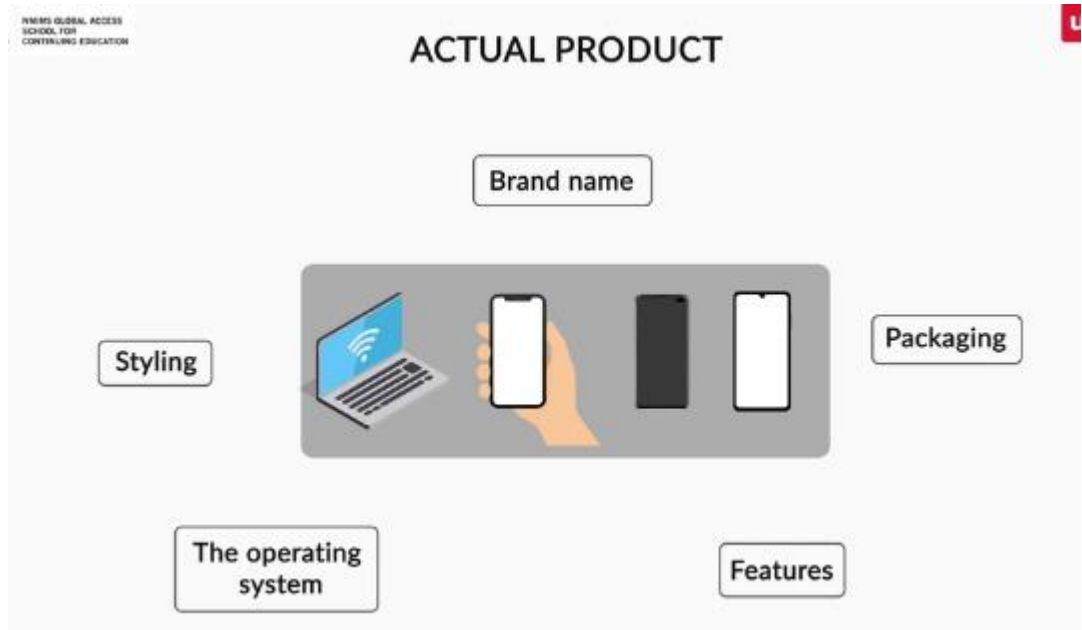 NMIMS GLOBAL ACCESS
SCHOOL FOR
CONTINUING EDUCATION
u
ACTUAL PRODUCT
Brand name
Styling
Packaging
The operating
system
Features